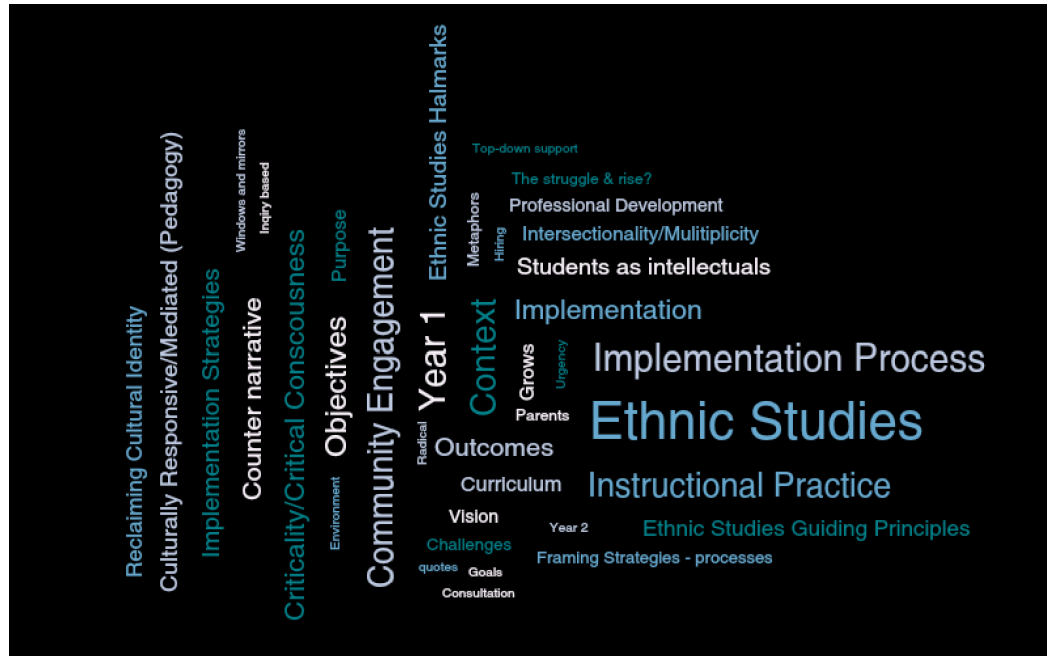 Reclaiming Cultural Identity
Culturally Responsive/Mediated (Pedagogy)
Implementation Strategies
Windows and mirrors
Inqiry based
Counter narrative
Criticality/Critical Conscousness
Purpose
Objectives
Environment
Community Engagement
Ethnic Studies Halmarks
Year 1
Radical
Top-down support
The struggle & rise?
Metaphors
Hiring
Professional Development
Intersectionality/Mulitiplicity
Students as intellectuals
Context
Implementation
Grows
Urgency
Implementation Process
Parents
Ethnic Studies
Outcomes
Curriculum
Instructional Practice
Vision
Year 2
Ethnic Studies Guiding Principles
Challenges
Framing Strategies - processes
quotes
Goals
Consultation